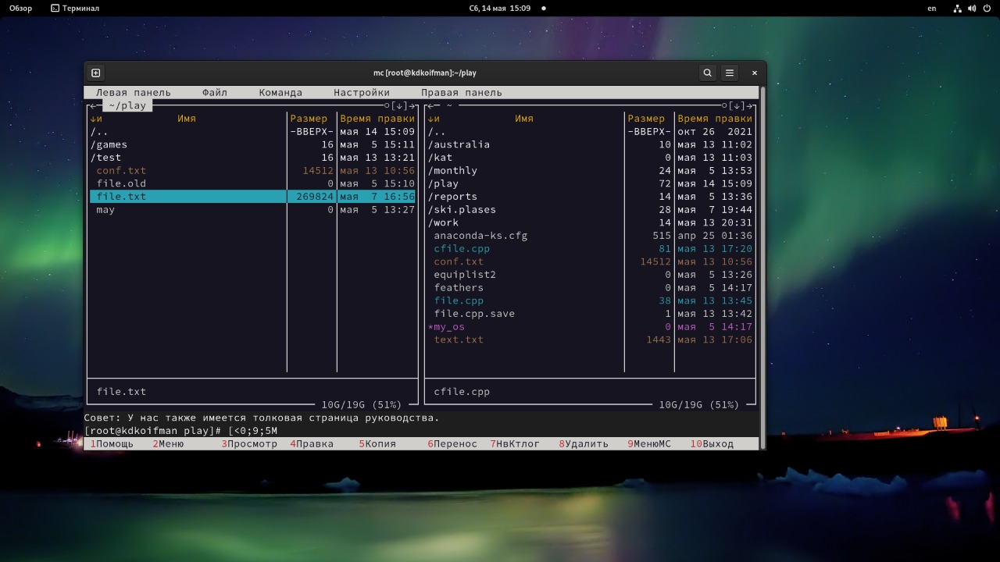 Обзор Терминал Сб, 14 мая 15:09 en
mc [root@kdkoifman]:~/play
Левая панель Файл Команда Настройки Правая панель
~/play [↓] ~ [↓]
↓и Имя Размер Время правки ↓и Имя Размер Время правки
/.. -ВВЕРХ- мая 14 15:09 /.. -ВВЕРХ- окт 26 2021
/games 16 мая 5 15:11 /australia 10 мая 13 11:02
/test 16 мая 13 13:21 /kat 0 мая 13 11:03
conf.txt 14512 мая 13 10:56 /monthly 24 мая 5 13:53
file.old 0 мая 5 15:10 /play 72 мая 14 15:09
file.txt 269824 мая 7 16:56 /reports 14 мая 5 13:36
may 0 мая 5 13:27 /ski.plases 28 мая 7 19:44
/work 14 мая 13 20:31
anaconda-ks.cfg 515 апр 25 01:36
cfile.cpp 81 мая 13 17:20
conf.txt 14512 мая 13 10:56
equiplist2 0 мая 5 13:26
feathers 0 мая 5 14:17
file.cpp 38 мая 13 13:45
file.cpp.save 1 мая 13 13:42
*my_os 0 мая 5 14:17
text.txt 1443 мая 13 17:06
file.txt cfile.cpp
10G/19G (51%) 10G/19G (51%)
Совет: У нас также имеется толковая страница руководства.
[root@kdkoifman play]# [<0;9;5M
1Помощь 2Меню 3Просмотр 4Правка 5Копия 6Перенос 7НвКтлог 8Удалить 9МенюМС 10Выход